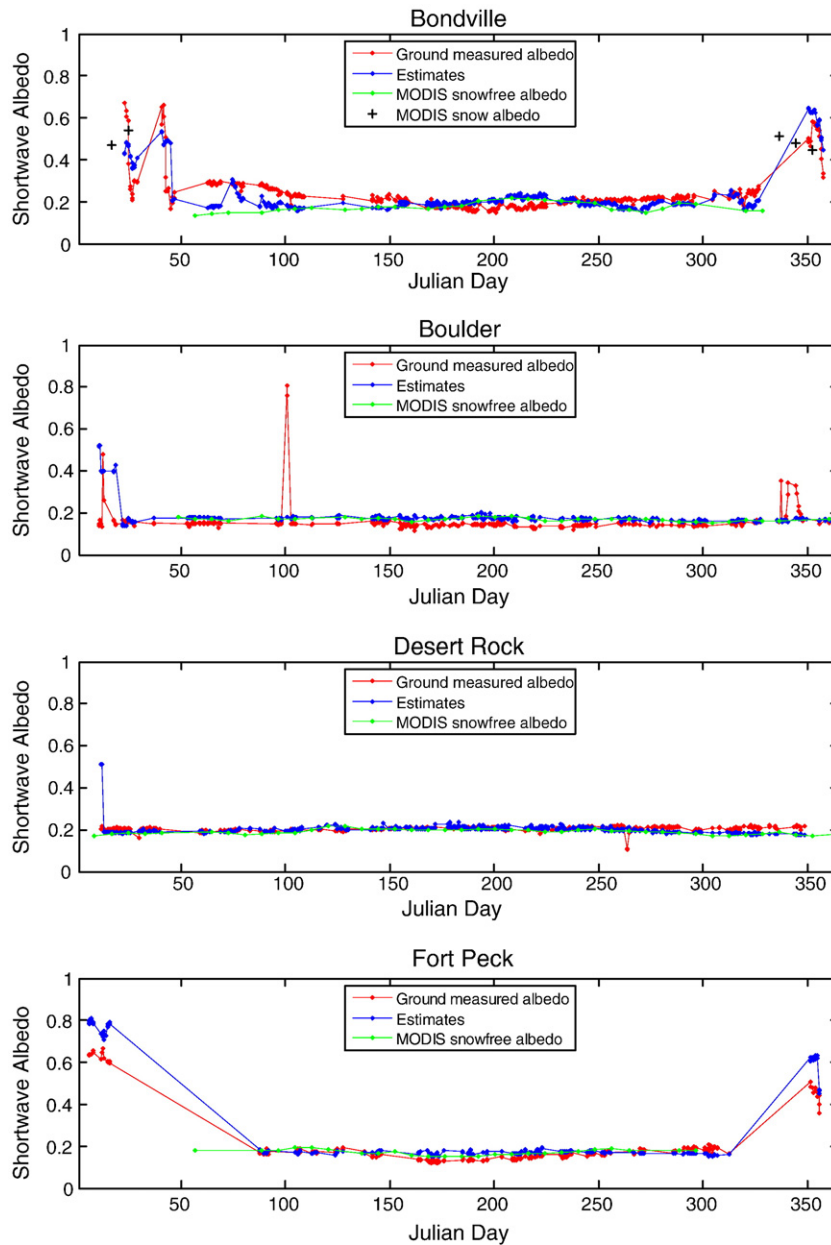 Bondville
1
0.8
0.6
0.4
0.2
0
Shortwave Albedo
Ground measured albedo
Estimates
MODIS snowfree albedo
MODIS snow albedo
50 100 150 200 250 300 350
Julian Day
Boulder
1
0.8
0.6
0.4
0.2
0
Shortwave Albedo
Ground measured albedo
Estimates
MODIS snowfree albedo
50 100 150 200 250 300 350
Julian Day
Desert Rock
1
0.8
0.6
0.4
0.2
0
Shortwave Albedo
Ground measured albedo
Estimates
MODIS snowfree albedo
50 100 150 200 250 300 350
Julian Day
Fort Peck
1
0.8
0.6
0.4
0.2
0
Shortwave Albedo
Ground measured albedo
Estimates
MODIS snowfree albedo
50 100 150 200 250 300 350
Julian Day